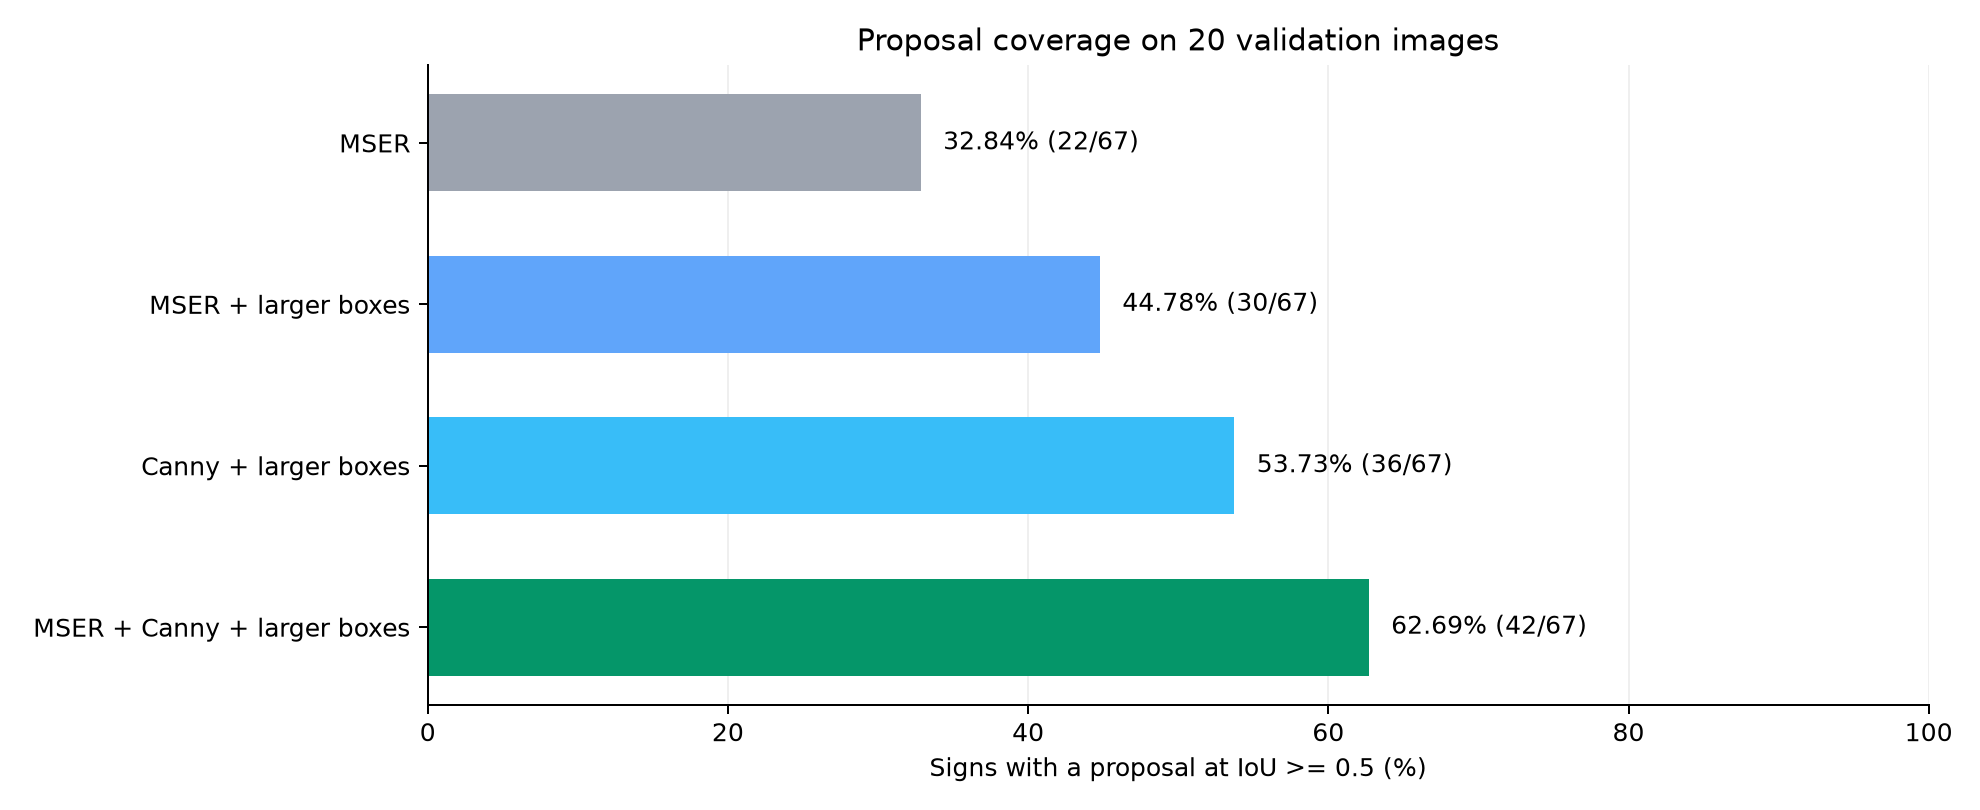 Proposal coverage on 20 validation images
MSER
32.84% (22/67)
MSER + larger boxes
44.78% (30/67)
Canny + larger boxes
53.73% (36/67)
MSER + Canny + larger boxes
62.69% (42/67)
0 20 40 60 80 100
Signs with a proposal at IoU >= 0.5 (%)